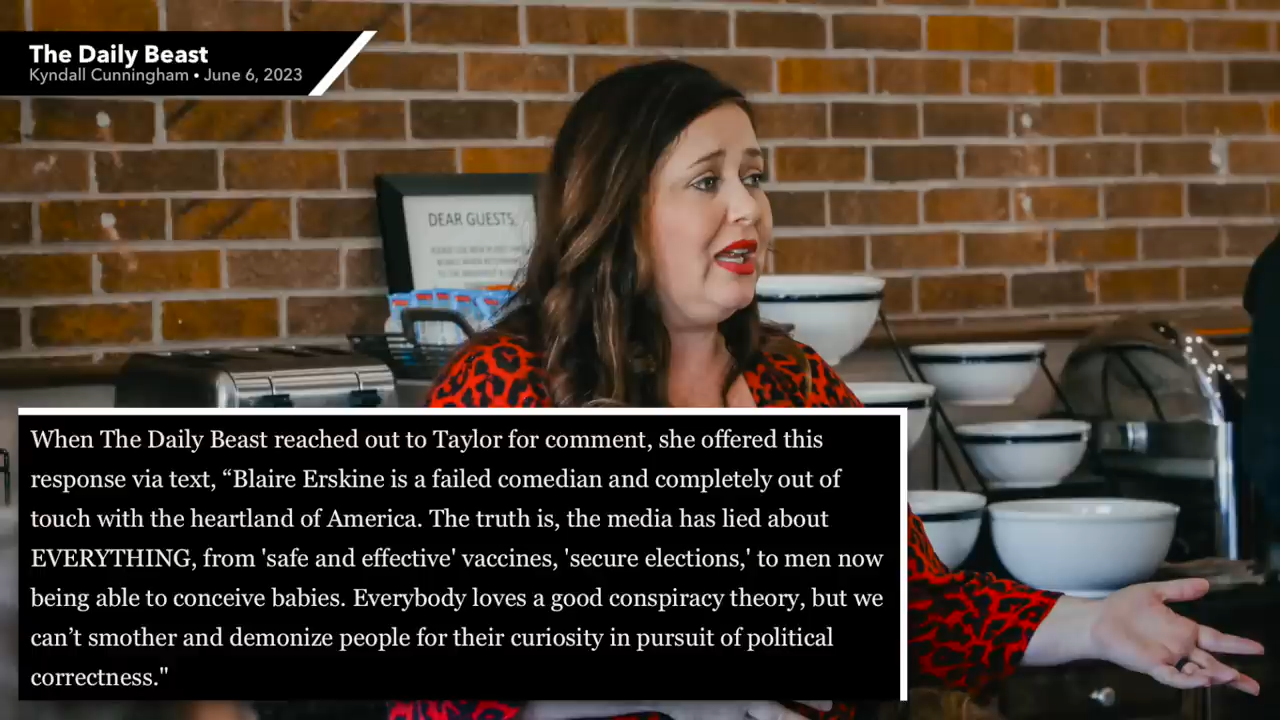 The Daily Beast
Kyndall Cunningham • June 6, 2023
DEAR GUESTS,
When The Daily Beast reached out to Taylor for comment, she offered this
response via text, “Blaire Erskine is a failed comedian and completely out of
touch with the heartland of America. The truth is, the media has lied about
EVERYTHING, from 'safe and effective' vaccines, 'secure elections,' to men now
being able to conceive babies. Everybody loves a good conspiracy theory, but we
can’t smother and demonize people for their curiosity in pursuit of political
correctness."